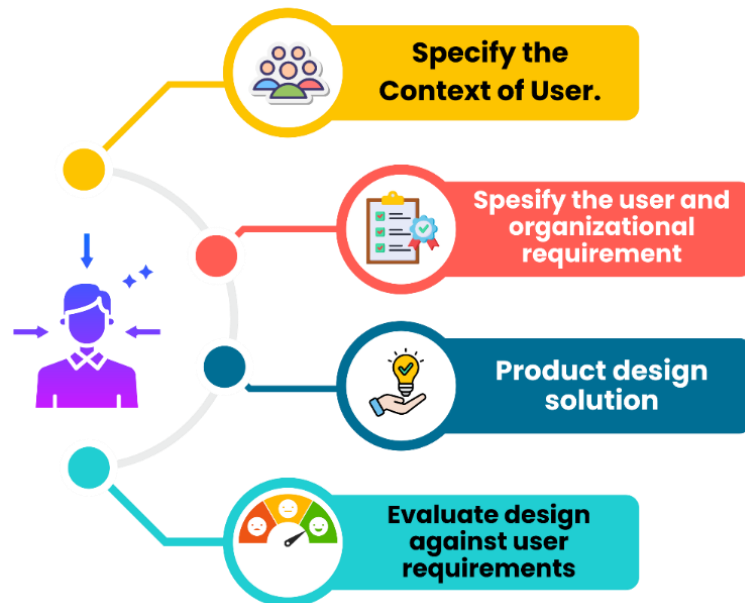 Specify the
Context of User.
Spesify the user and
organizational
requirement
Product design
solution
Evaluate design
against user
requirements